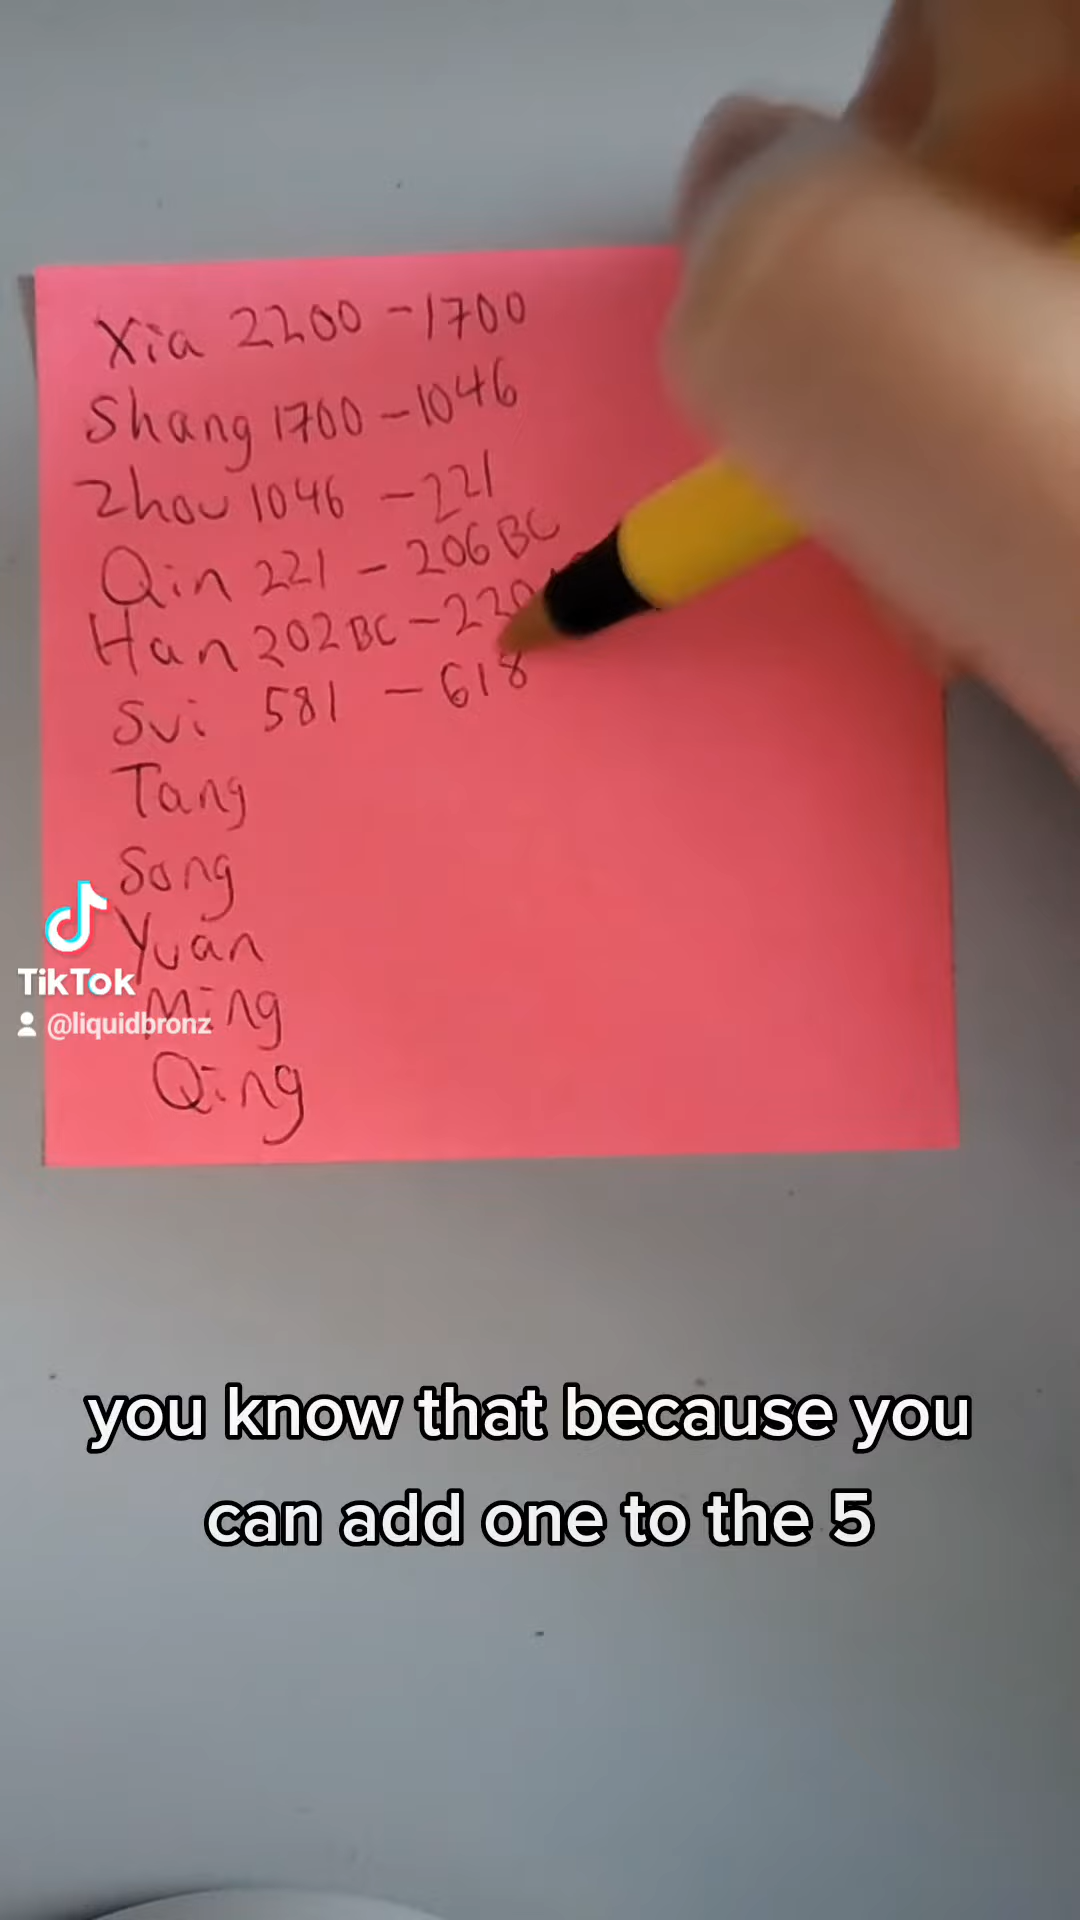 Xia 2200 - 1700
Shang 1700 - 1046
Zhou 1046 - 221
Qin 221 - 206 BC
Han 202 BC - 220
Sui 581 - 618
Tang
Song
Yuan
Ming
Qing
TikTok
@liquidbronz
you know that because you
can add one to the 5